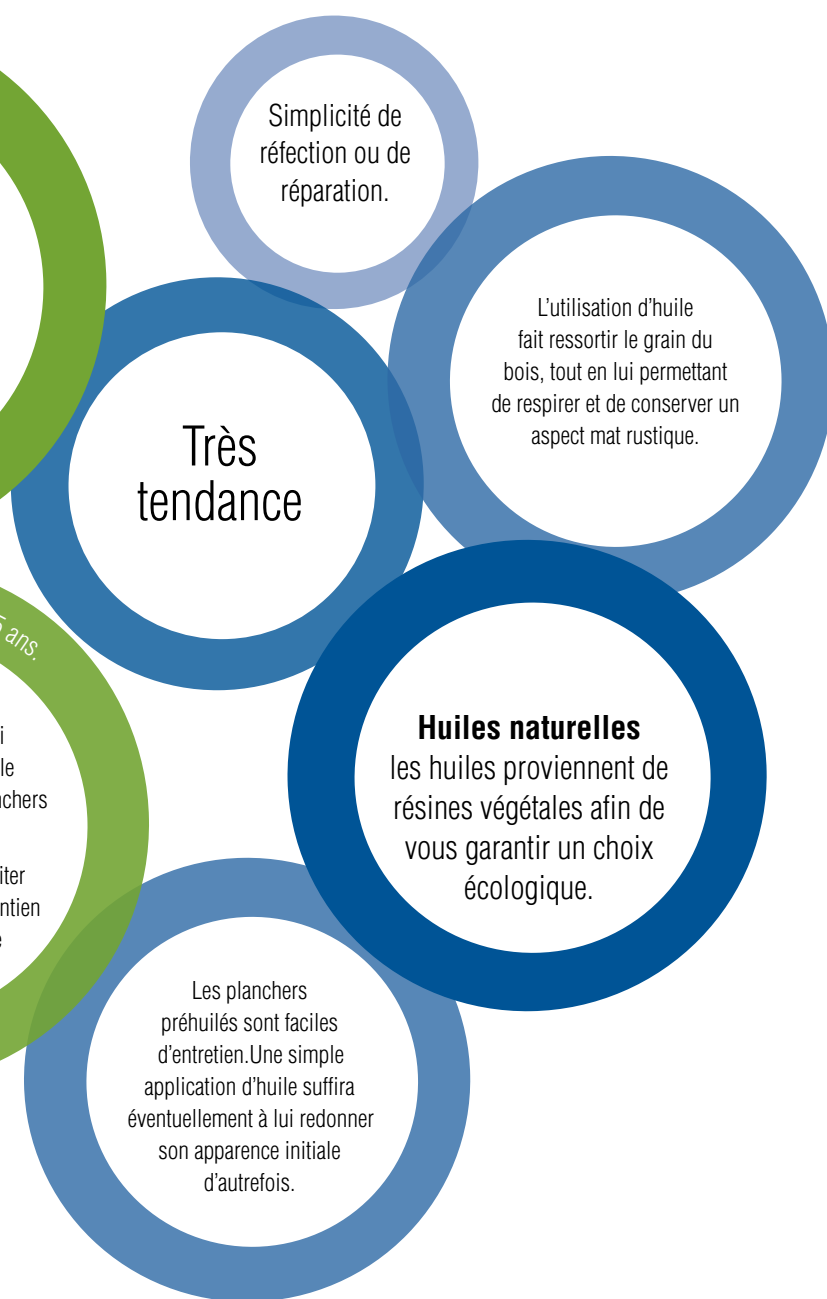 Simplicité de
réfection ou de
réparation.
L'utilisation d'huile
fait ressortir le grain du
bois, tout en lui permettant
de respirer et de conserver un
aspect mat rustique.
Très
tendance
ans.
Huiles naturelles
les huiles proviennent de
résines végétales afin de
vous garantir un choix
écologique.
Les planchers
préhuilés sont faciles
d'entretien.Une simple
application d'huile suffira
éventuellement à lui redonner
son apparence initiale
d'autrefois.